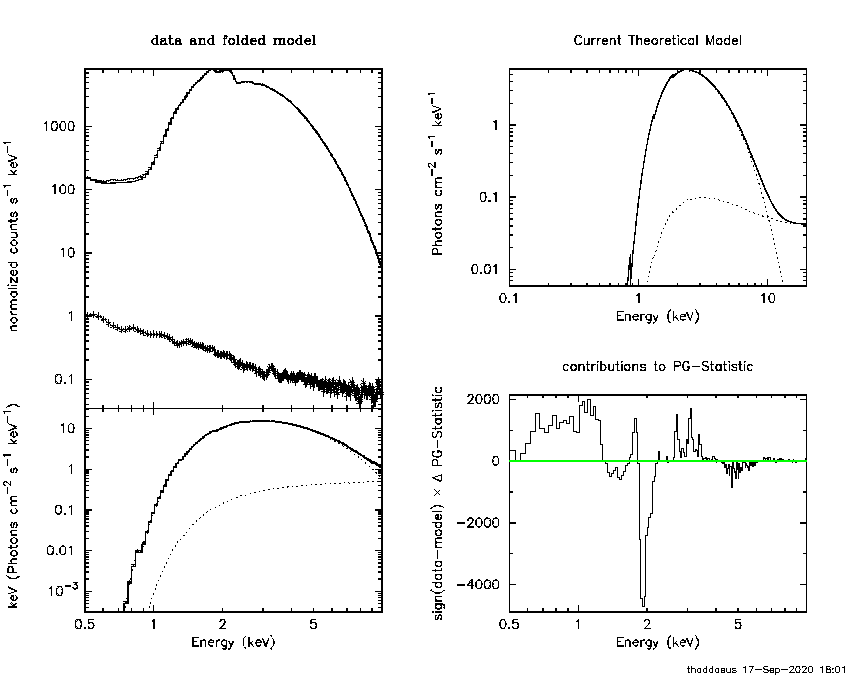 data and folded model
normalized counts s−1 keV−1
1000
100
10
1
0.1
keV (Photons cm−2 s−1 keV−1)
10
1
0.1
0.01
10−3
0.5
1
2
5
Energy (keV)
Current Theoretical Model
Photons cm−2 s−1 keV−1
1
0.1
0.01
0.1
1
10
Energy (keV)
contributions to PG−Statistic
sign(data−model) × Δ PG−Statistic
2000
0
−2000
−4000
0.5
1
2
5
Energy (keV)
thaddaeus 17−Sep−2020 18:01